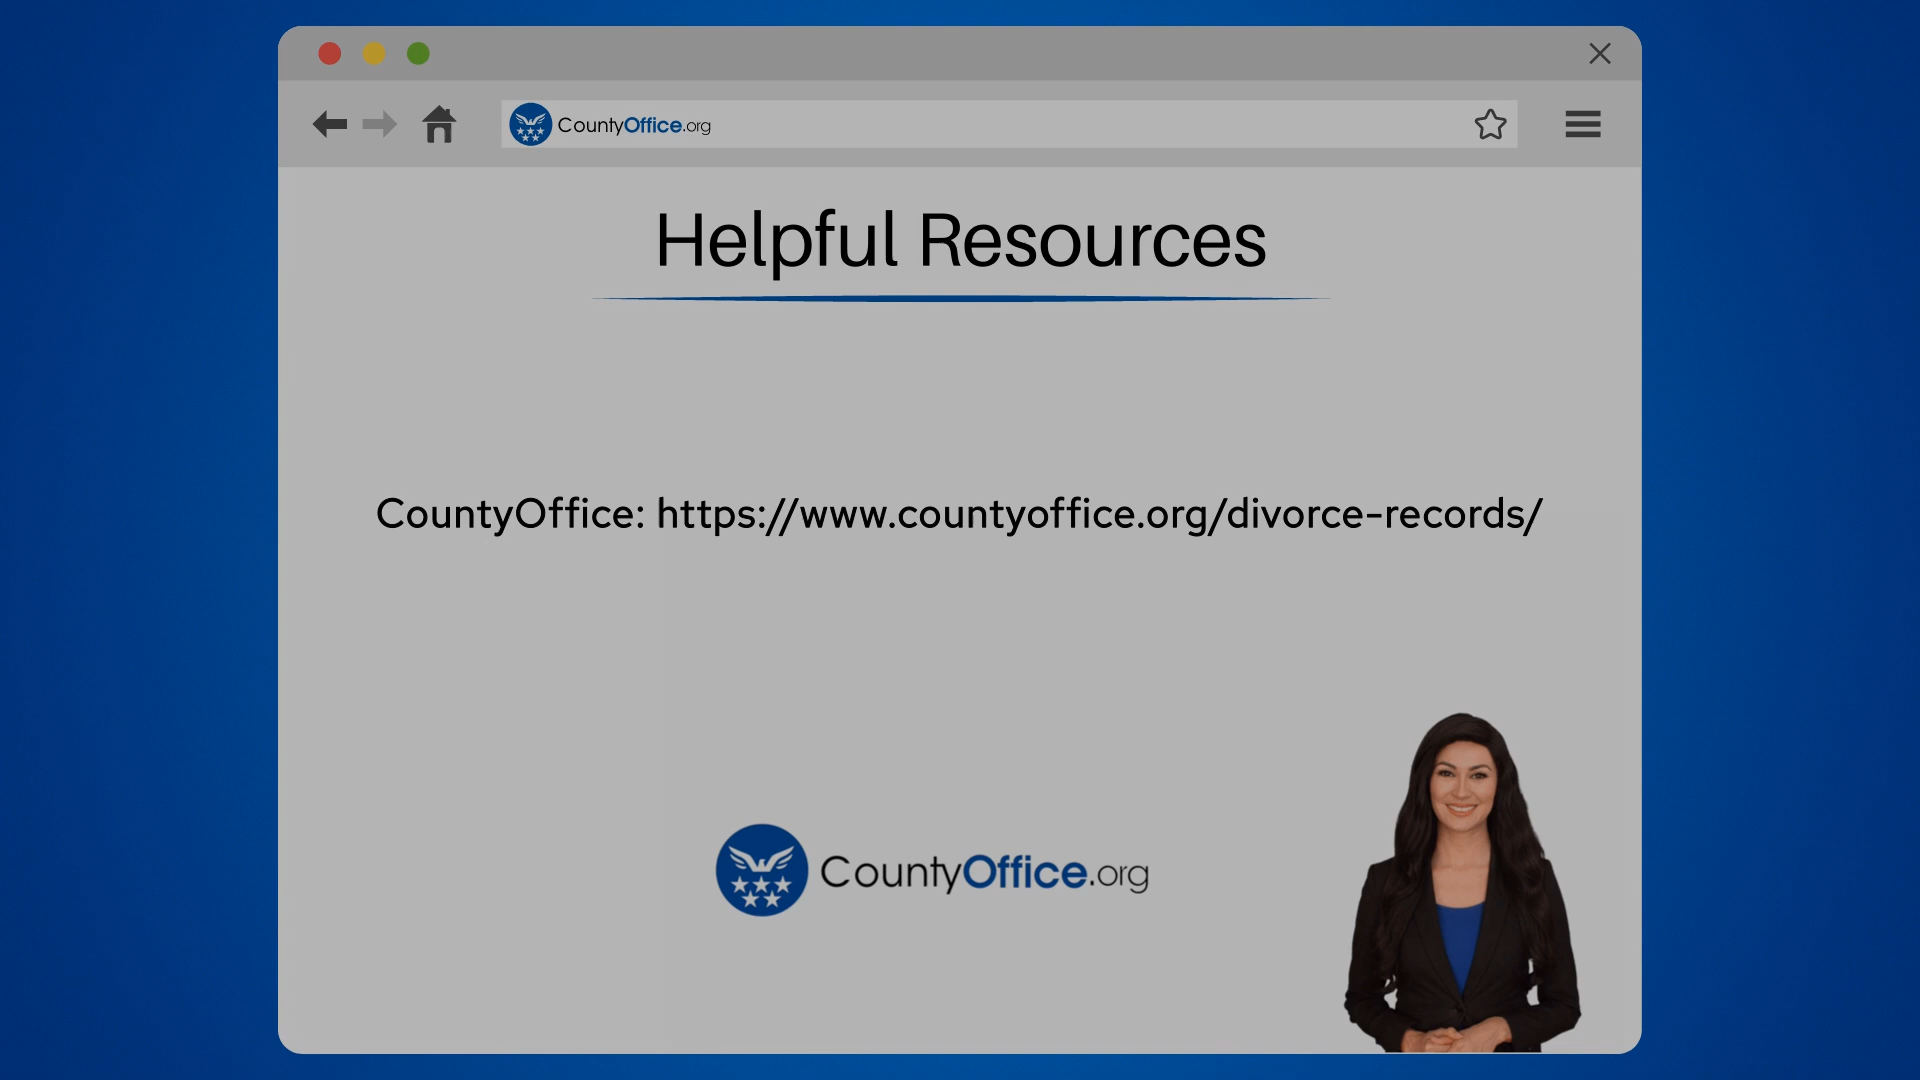 CountyOffice.org
Helpful Resources
CountyOffice: https://www.countyoffice.org/divorce-records/
CountyOffice.org